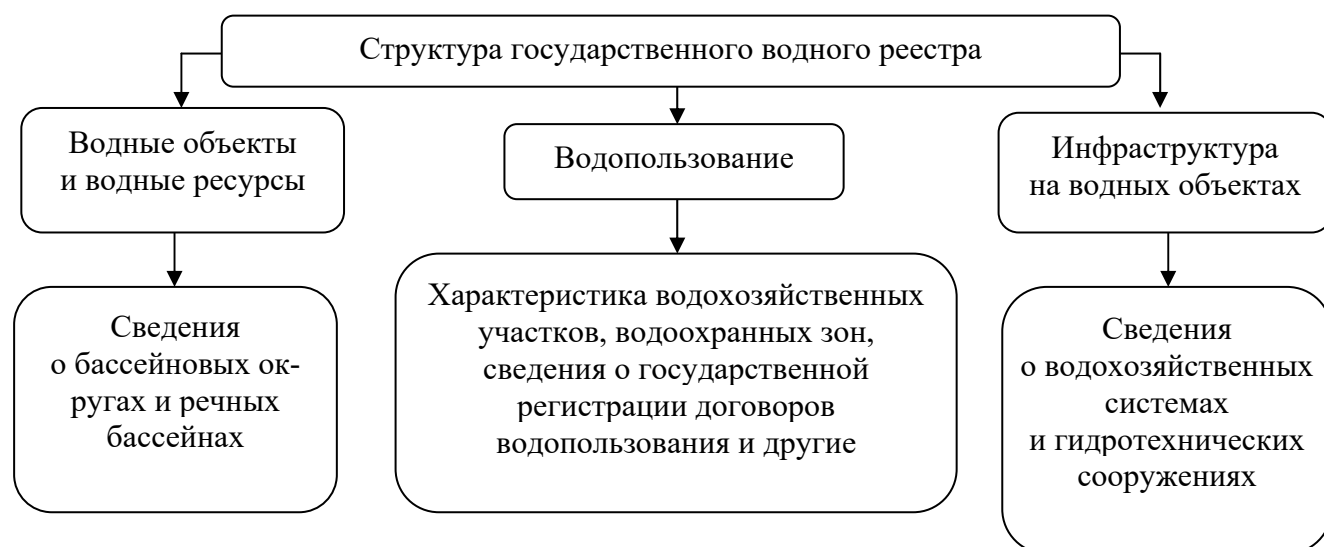 Структура государственного водного реестра
Водные объекты
и водные ресурсы
Водопользование
Инфраструктура
на водных объектах
Сведения
о бассейновых ок-
ругах и речных
бассейнах
Характеристика водохозяйственных
участков, водоохранных зон,
сведения о государственной
регистрации договоров
водопользования и другие
Сведения
о водохозяйственных
системах
и гидротехнических
сооружениях